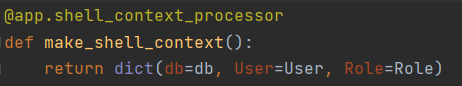 @app.shell_context_processor
def make_shell_context():
    return dict(db=db, User=User, Role=Role)